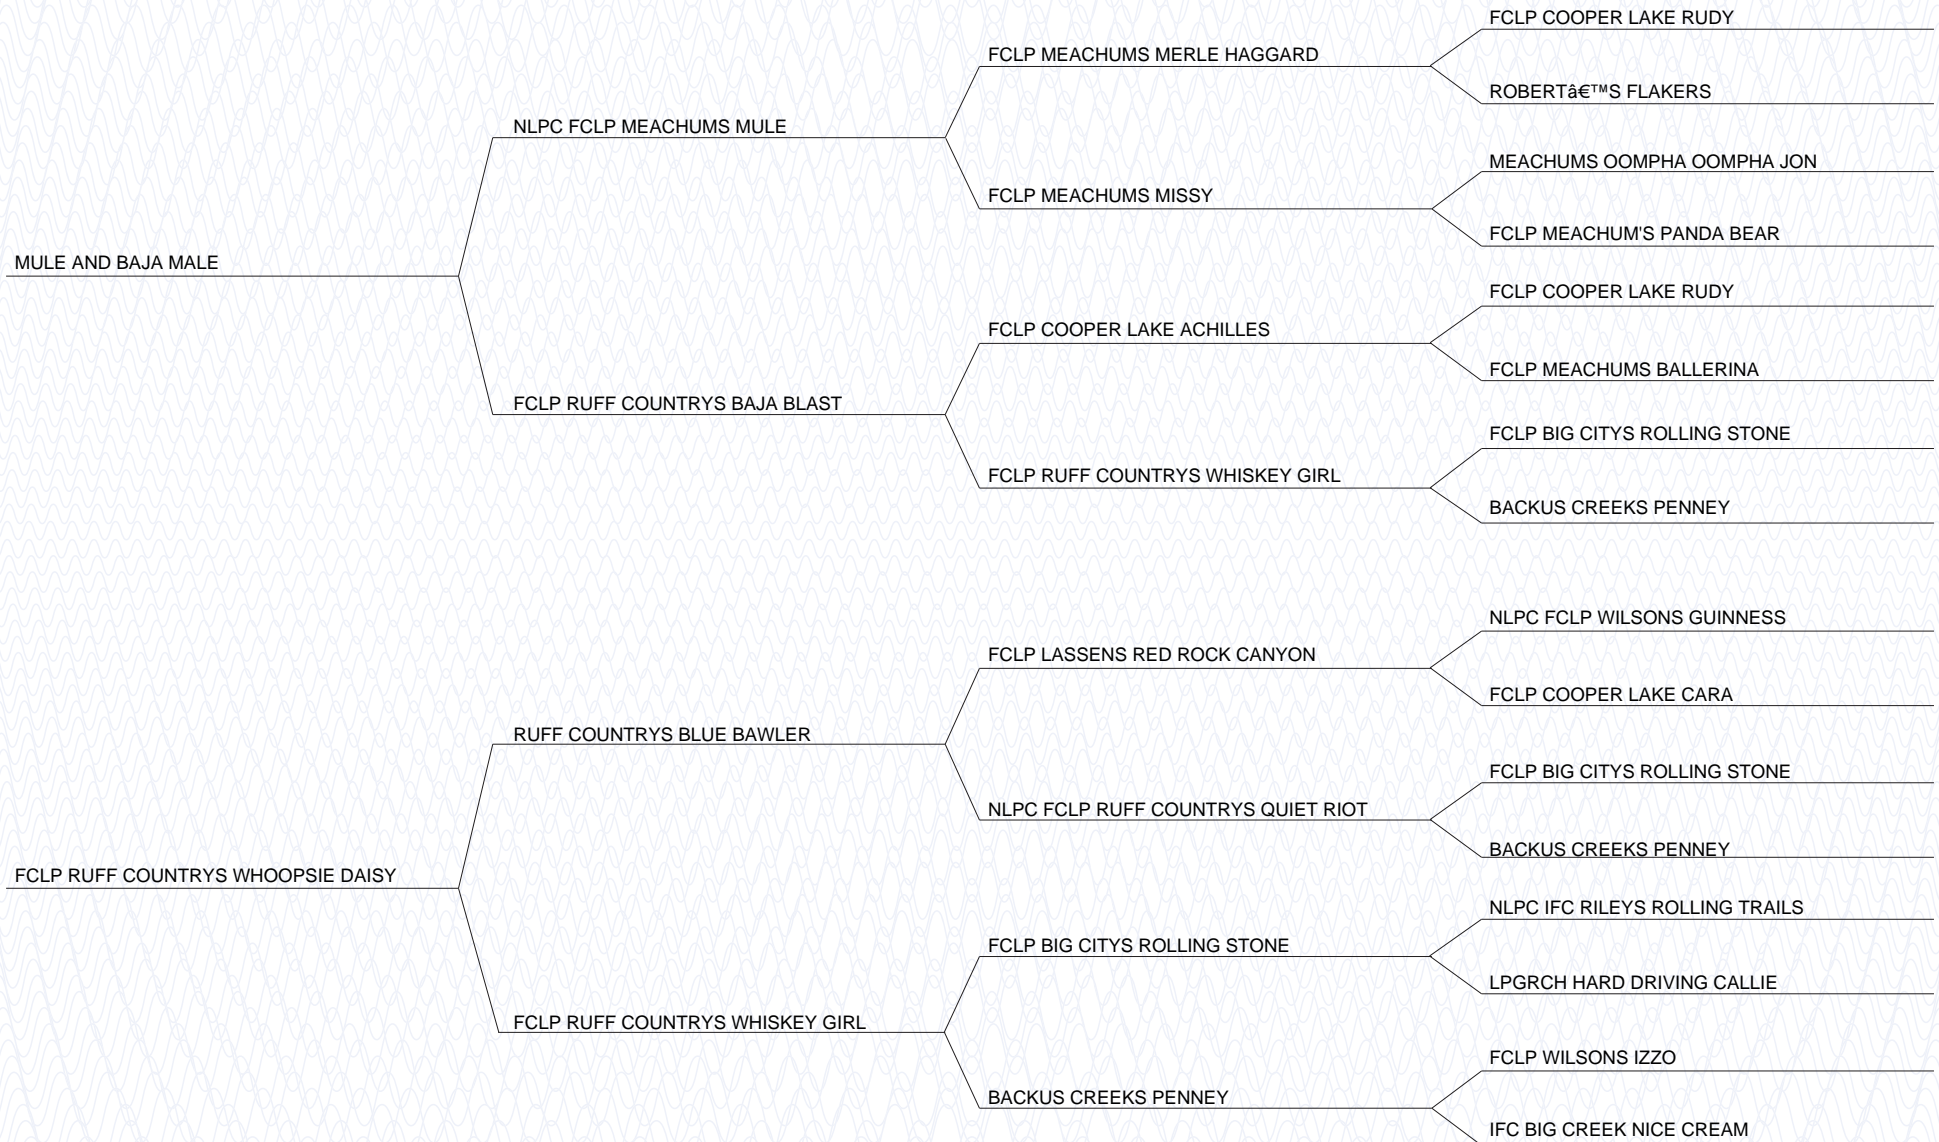 FCLP COOPER LAKE RUDY
FCLP MEACHUMS MERLE HAGGARD
ROBERTâ€™S FLAKERS
NLPC FCLP MEACHUMS MULE
MEACHUMS OOMPHA OOMPHA JON
FCLP MEACHUMS MISSY
FCLP MEACHUM'S PANDA BEAR
MULE AND BAJA MALE
FCLP COOPER LAKE RUDY
FCLP COOPER LAKE ACHILLES
FCLP MEACHUMS BALLERINA
FCLP RUFF COUNTRYS BAJA BLAST
FCLP BIG CITYS ROLLING STONE
FCLP RUFF COUNTRYS WHISKEY GIRL
BACKUS CREEKS PENNEY
NLPC FCLP WILSONS GUINNESS
FCLP LASSENS RED ROCK CANYON
FCLP COOPER LAKE CARA
RUFF COUNTRYS BLUE BAWLER
FCLP BIG CITYS ROLLING STONE
NLPC FCLP RUFF COUNTRYS QUIET RIOT
BACKUS CREEKS PENNEY
FCLP RUFF COUNTRYS WHOOPSIE DAISY
NLPC IFC RILEYS ROLLING TRAILS
FCLP BIG CITYS ROLLING STONE
LPGRCH HARD DRIVING CALLIE
FCLP RUFF COUNTRYS WHISKEY GIRL
FCLP WILSONS IZZO
BACKUS CREEKS PENNEY
IFC BIG CREEK NICE CREAM